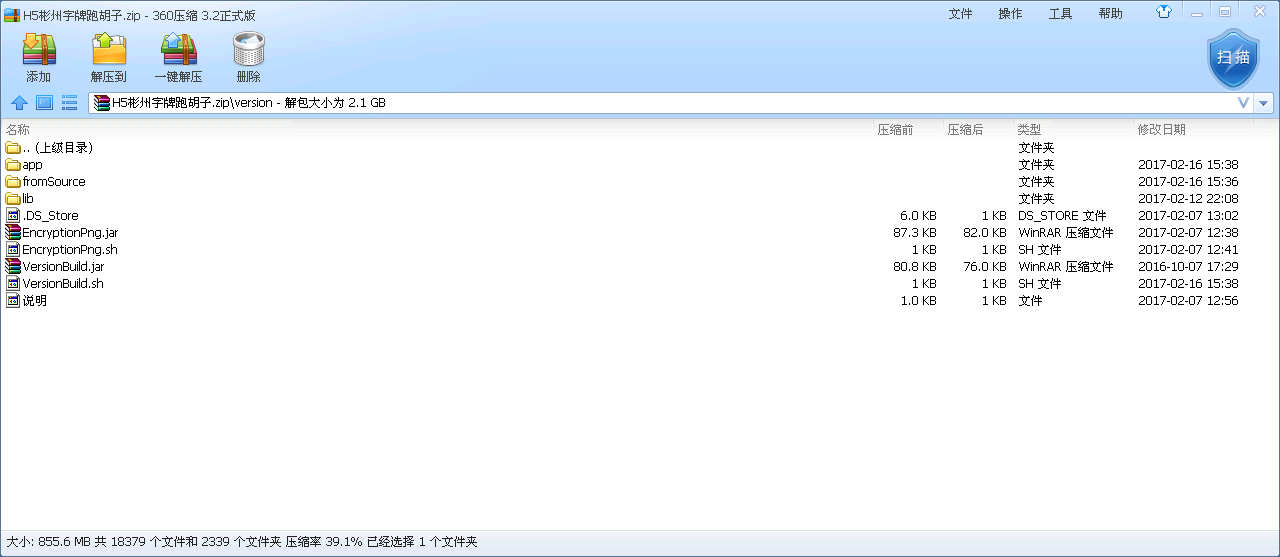 H5彬州字牌跑胡子.zip - 360压缩 3.2正式版
文件 操作 工具 帮助
添加 解压到 一键解压 删除
扫描
H5彬州字牌跑胡子.zip\version - 解包大小为 2.1 GB
名称 压缩前 压缩后 类型 修改日期
.. (上级目录) 文件夹
app 文件夹 2017-02-16 15:38
fromSource 文件夹 2017-02-16 15:36
lib 文件夹 2017-02-12 22:08
.DS_Store 6.0 KB 1 KB DS_STORE 文件 2017-02-07 13:02
EncryptionPng.jar 87.3 KB 82.0 KB WinRAR 压缩文件 2017-02-07 12:38
EncryptionPng.sh 1 KB 1 KB SH 文件 2017-02-07 12:41
VersionBuild.jar 80.8 KB 76.0 KB WinRAR 压缩文件 2016-10-07 17:29
VersionBuild.sh 1 KB 1 KB SH 文件 2017-02-16 15:38
说明 1.0 KB 1 KB 文件 2017-02-07 12:56
大小: 855.6 MB 共 18379 个文件和 2339 个文件夹 压缩率 39.1% 已经选择 1 个文件夹